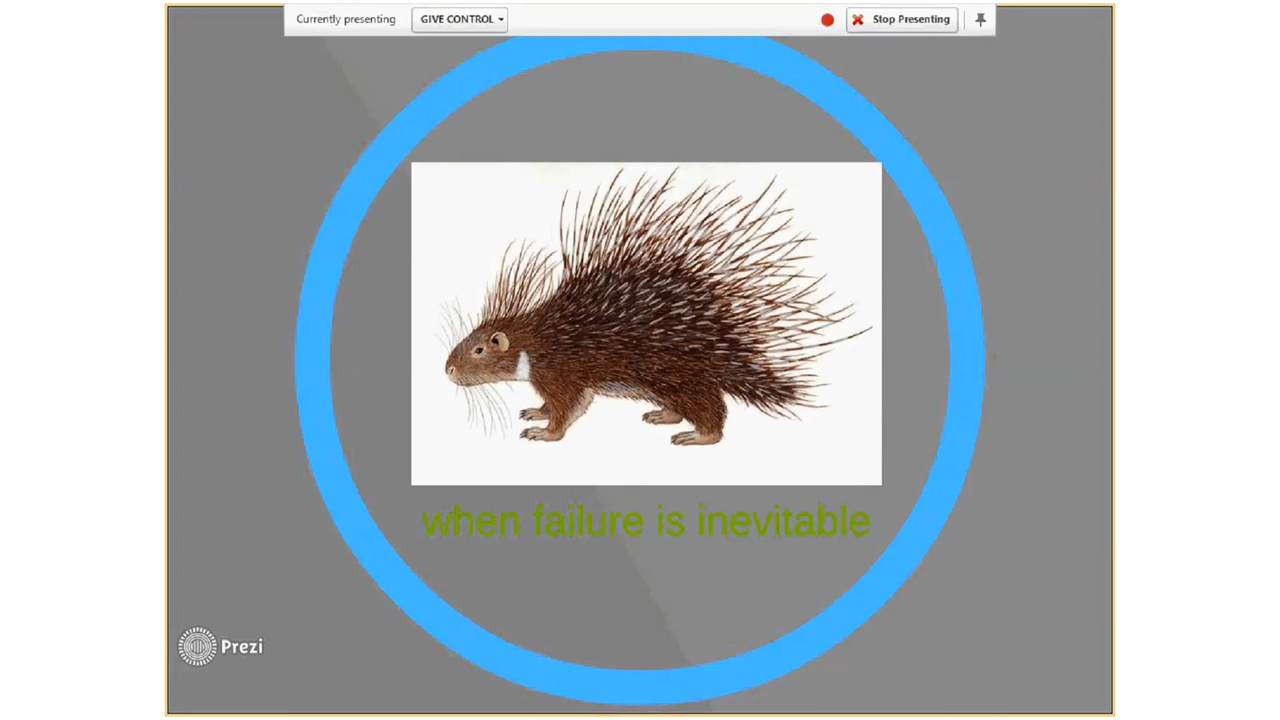 Currently presenting GIVE CONTROL Stop Presenting
when failure is inevitable
Prezi